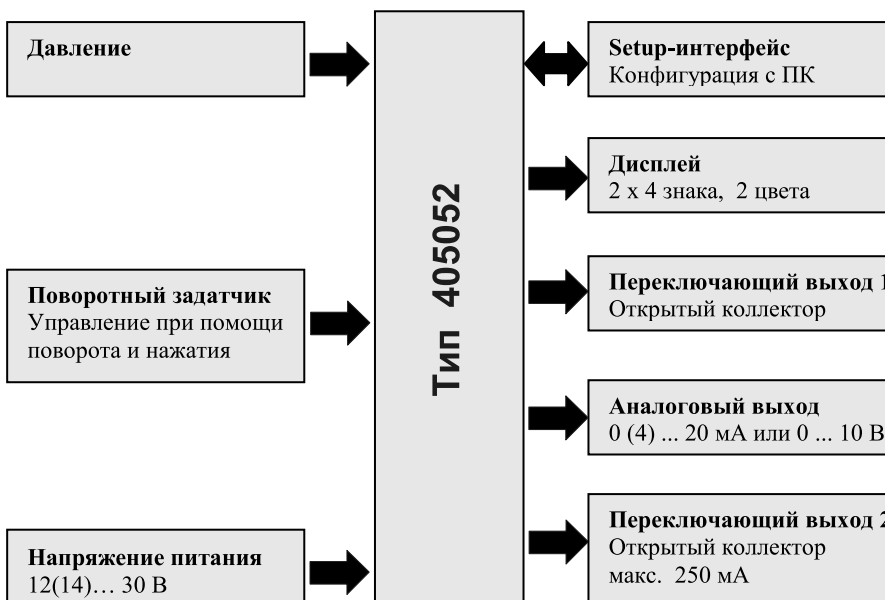 Давление
Поворотный задатчик
Управление при помощи
поворота и нажатия
Напряжение питания
12(14)... 30 В
Тип 405052
Setup-интерфейс
Конфигурация с ПК
Дисплей
2 x 4 знака, 2 цвета
Переключающий выход 1
Открытый коллектор
Аналоговый выход
0 (4) ... 20 мА или 0 ... 10 В
Переключающий выход 2
Открытый коллектор
макс. 250 мА